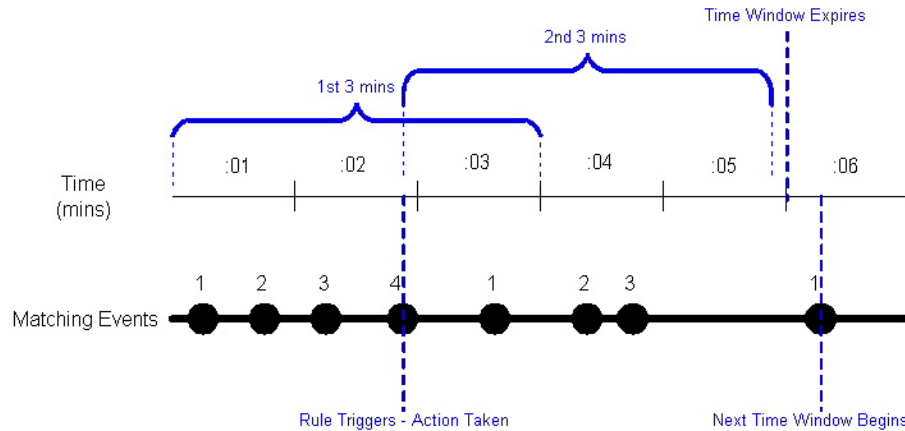 Time Window Expires
2nd 3 mins
1st 3 mins
:01 :02 :03 :04 :05 :06
Time
(mins)
1 2 3 4 1 2 3 1
Matching Events
Rule Triggers - Action Taken Next Time Window Begins